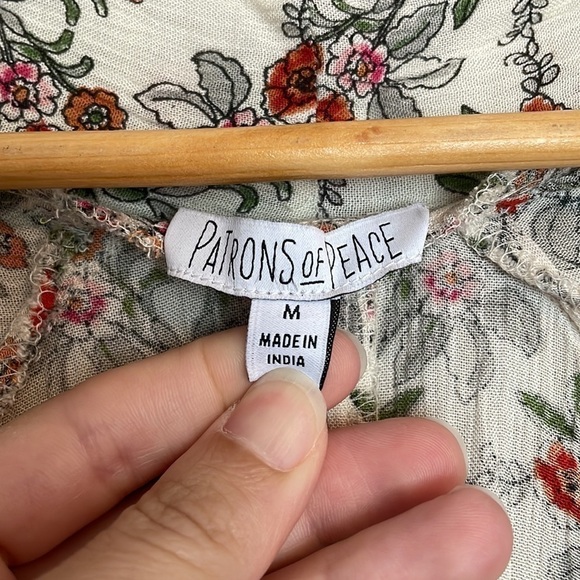 PATRONS OF PEACE
M
MADE IN
INDIA